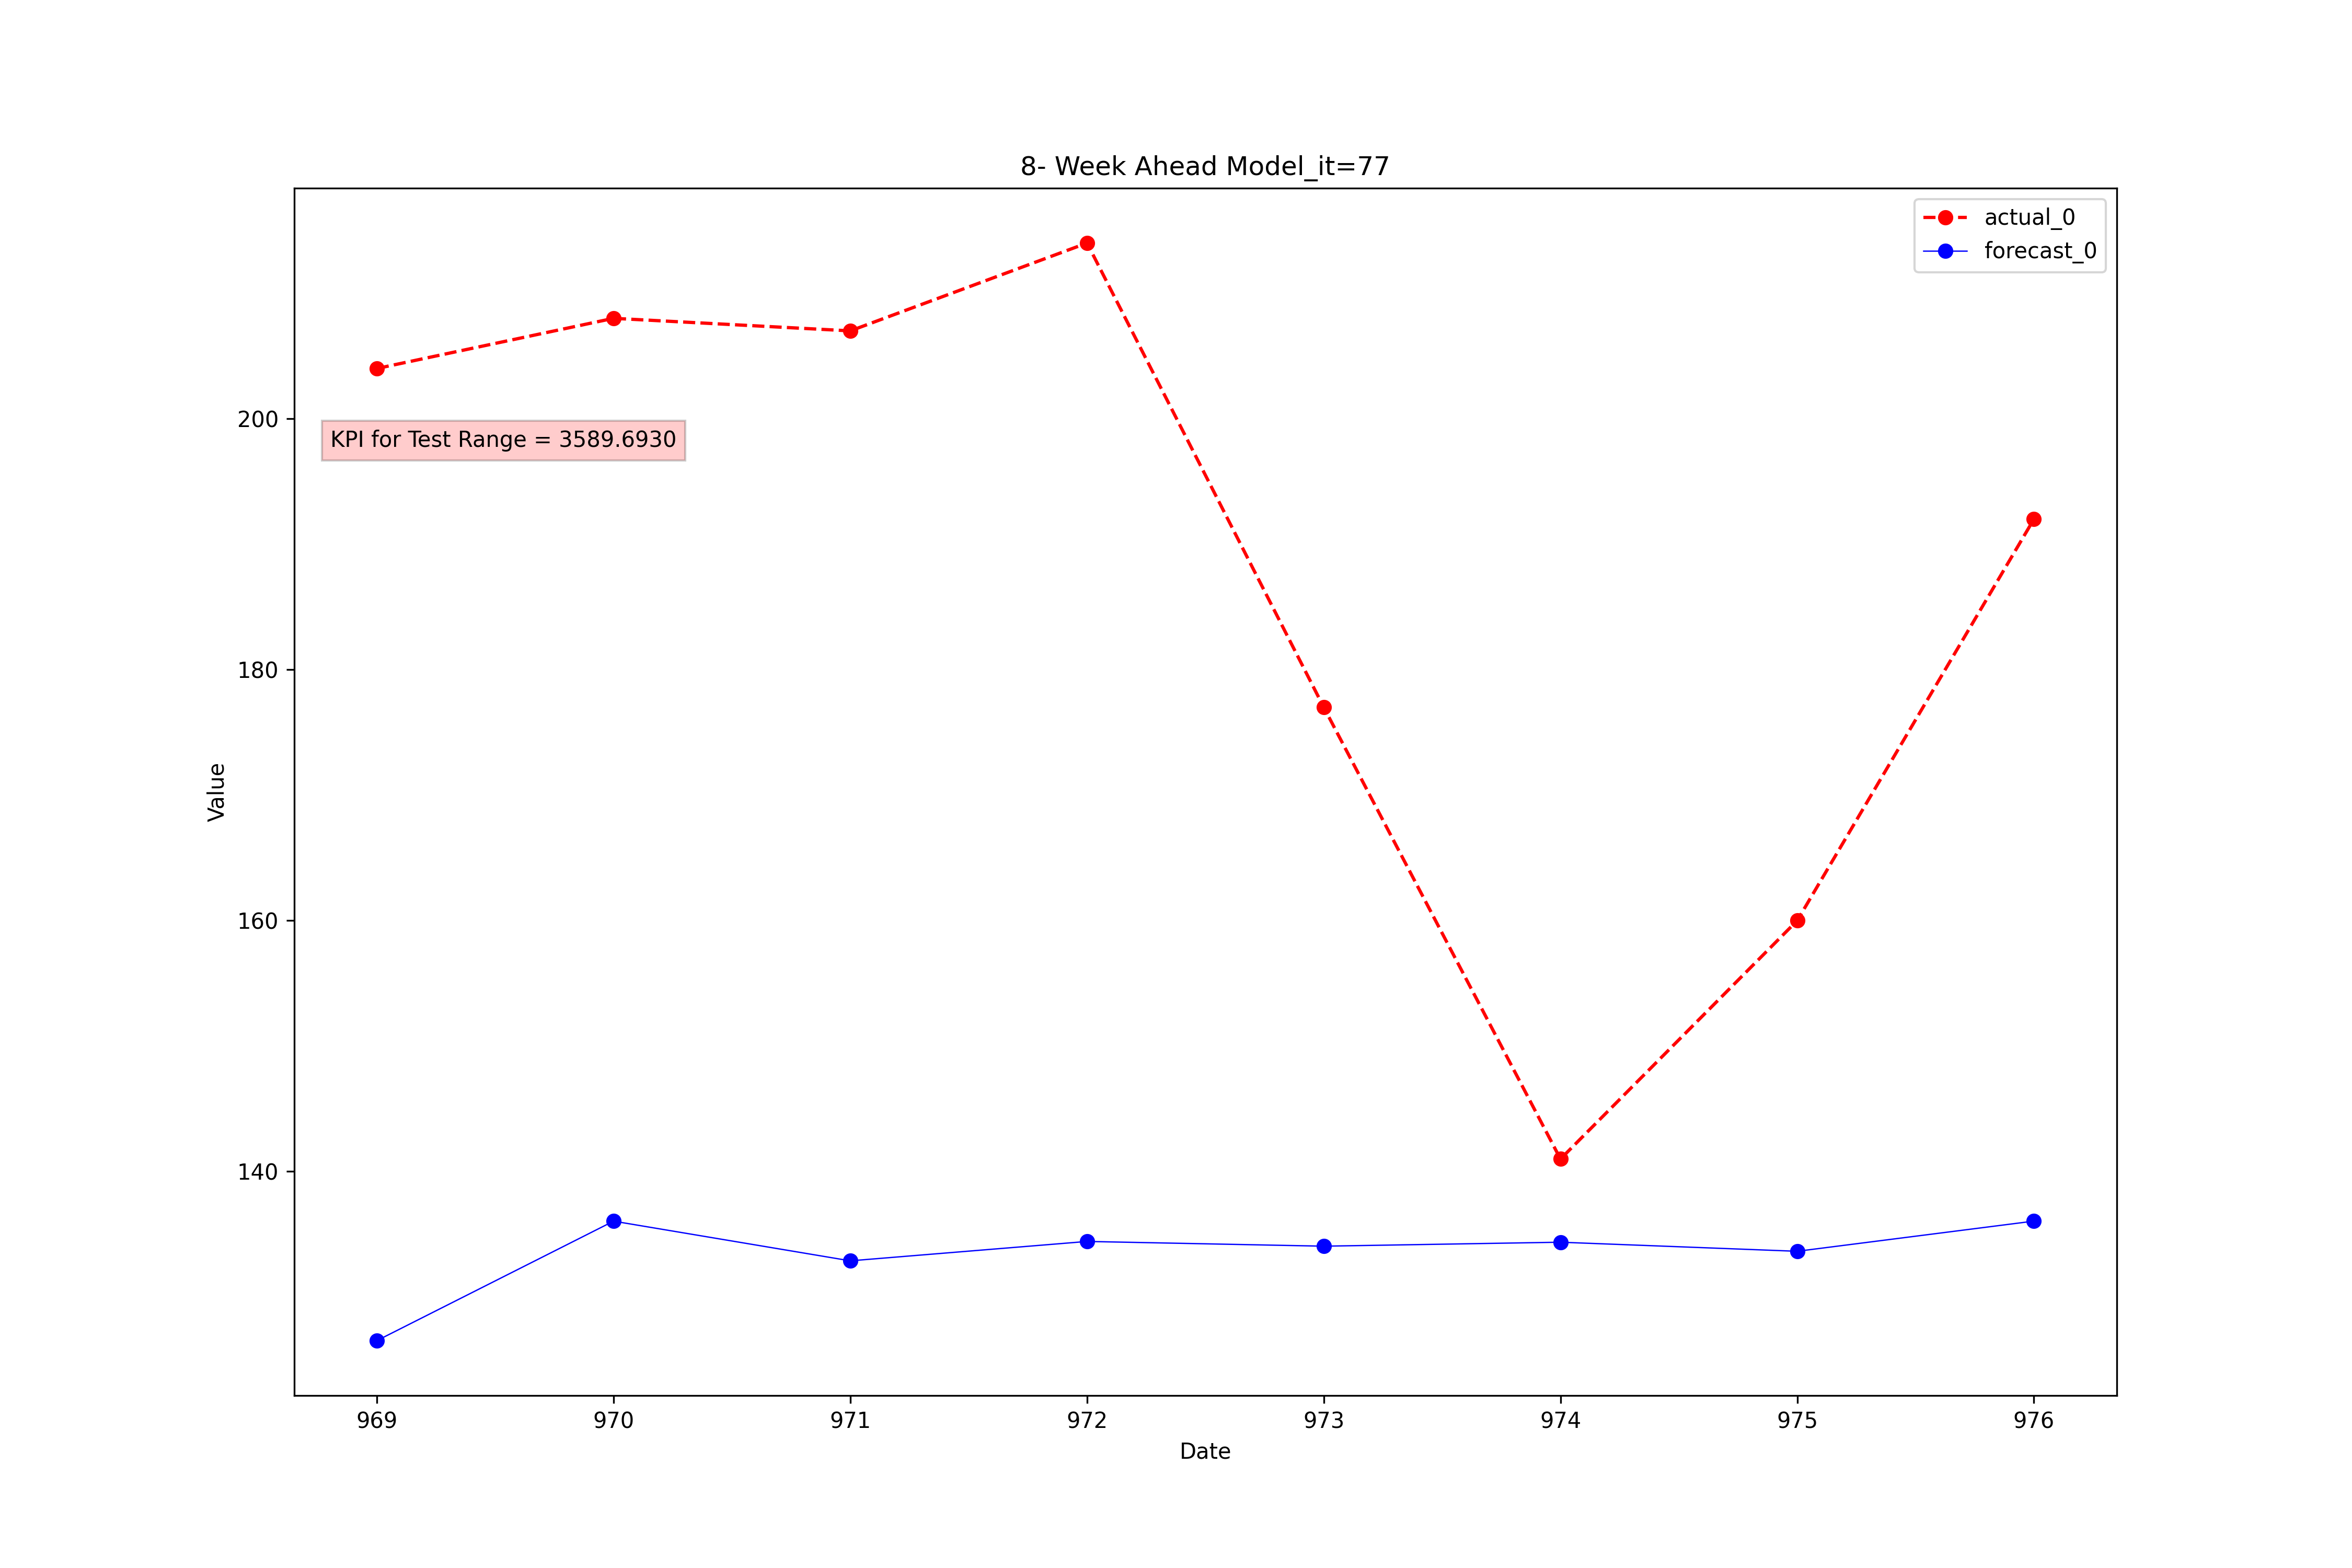 8- Week Ahead Model_it=77
actual_0
forecast_0
KPI for Test Range = 3589.6930
200
180
160
140
Value
969 970 971 972 973 974 975 976
Date